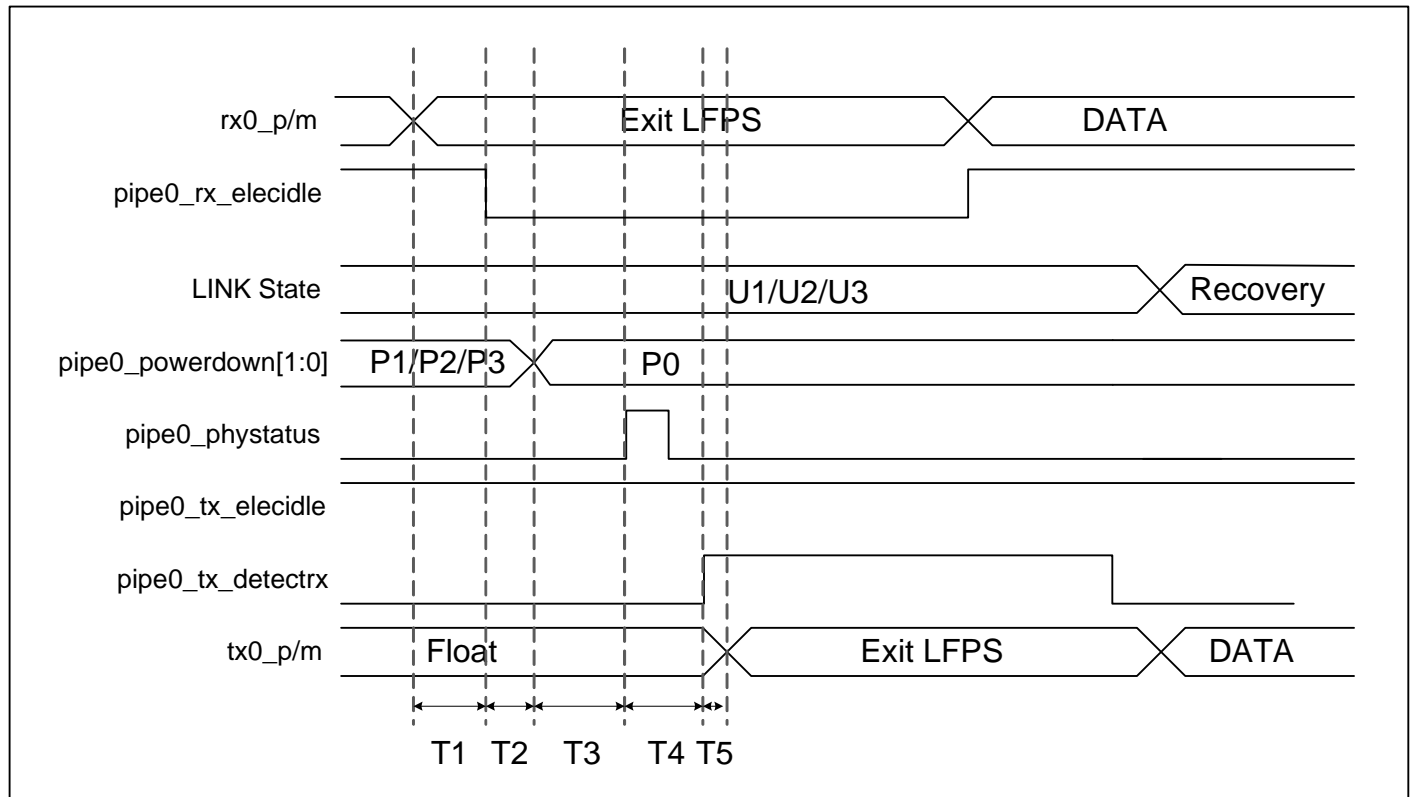 rx0_p/m Exit LFPS DATA
pipe0_rx_elecidle
LINK State U1/U2/U3 Recovery
pipe0_powerdown[1:0] P1/P2/P3 P0
pipe0_phystatus
pipe0_tx_elecidle
pipe0_tx_detectrx
tx0_p/m Float Exit LFPS DATA
T1 T2 T3 T4 T5